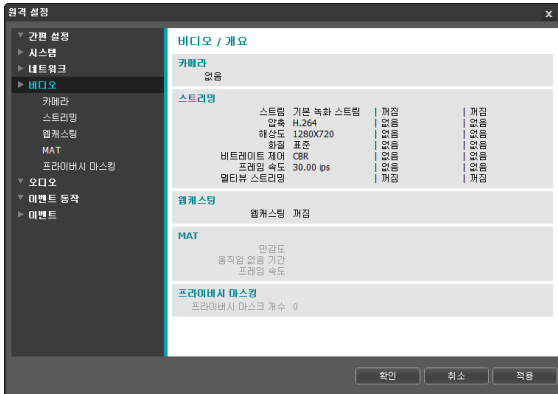 원격 설정 x
▼ 간편 설정
▶ 시스템
▶ 네트워크
▶ 비디오
카메라
스트리밍
웹캐스팅
MAT
프라이버시 마스킹
▼ 오디오
▼ 이벤트 동작
▶ 이벤트
비디오 / 개요
카메라
없음
스트리밍
스트림 기본 녹화 스트림 | 꺼짐 | 꺼짐
압축 H.264 | 없음 | 없음
해상도 1280X720 | 없음 | 없음
화질 표준 | 없음 | 없음
비트레이트 제어 CBR | 없음 | 없음
프레임 속도 30.00 ips | 없음 | 없음
멀티뷰 스트리밍 | 꺼짐 | 꺼짐
웹캐스팅
웹캐스팅 꺼짐
MAT
민감도
움직임 없음 기간
프레임 속도
프라이버시 마스킹
프라이버시 마스크 개수 0
확인 취소 적용